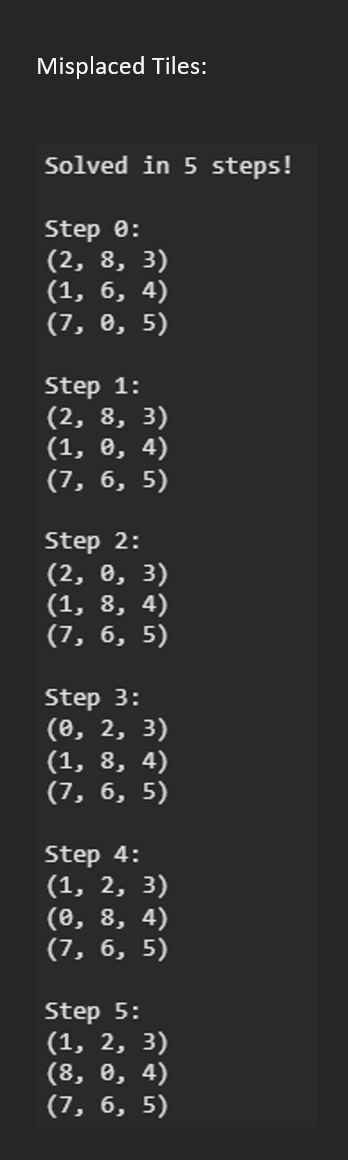 Misplaced Tiles:
Solved in 5 steps!
Step 0:
(2, 8, 3)
(1, 6, 4)
(7, 0, 5)
Step 1:
(2, 8, 3)
(1, 0, 4)
(7, 6, 5)
Step 2:
(2, 0, 3)
(1, 8, 4)
(7, 6, 5)
Step 3:
(0, 2, 3)
(1, 8, 4)
(7, 6, 5)
Step 4:
(1, 2, 3)
(0, 8, 4)
(7, 6, 5)
Step 5:
(1, 2, 3)
(8, 0, 4)
(7, 6, 5)